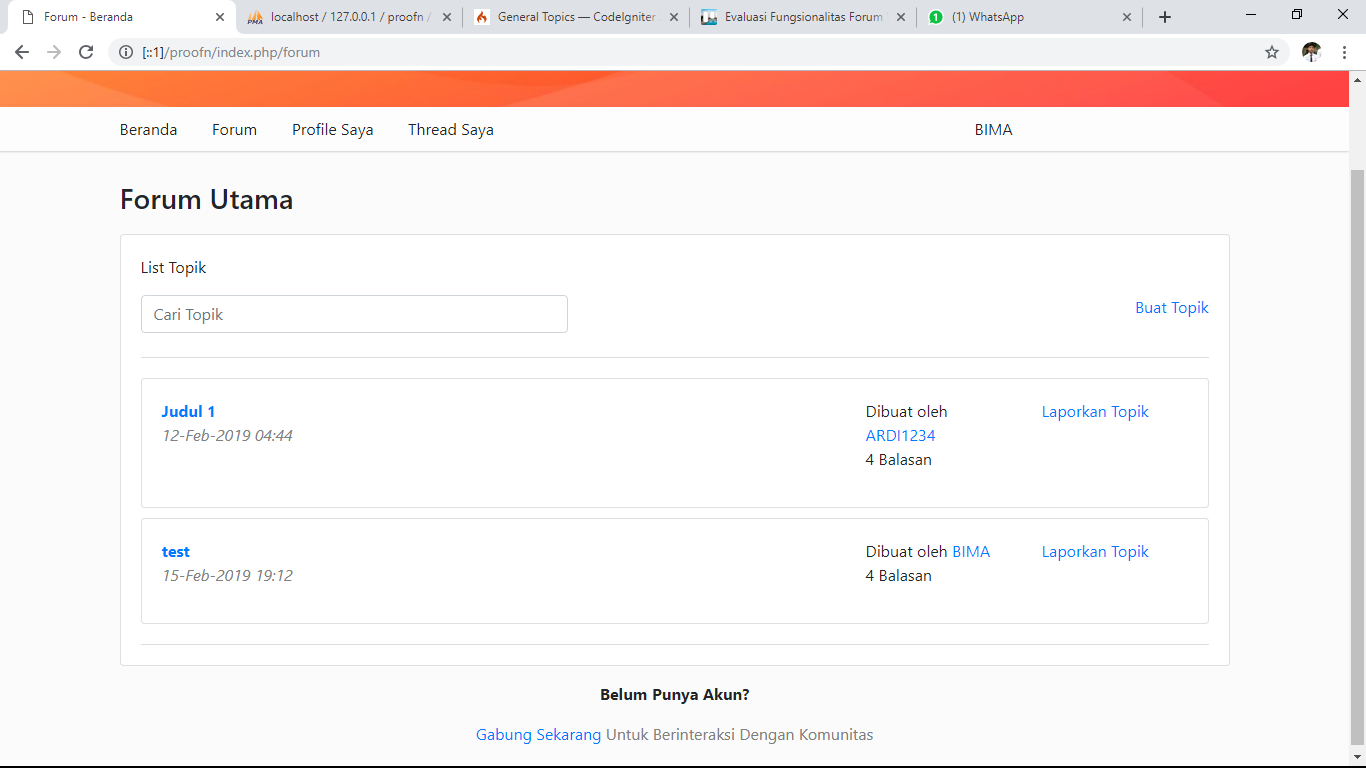 Forum - Beranda
localhost / 127.0.0.1 / proofn /
General Topics — CodeIgniter
Evaluasi Fungsionalitas Forum
1 (1) WhatsApp
[::1]/proofn/index.php/forum
Beranda Forum Profile Saya Thread Saya BIMA
Forum Utama
List Topik
Cari Topik
Buat Topik
Judul 1
12-Feb-2019 04:44
Dibuat oleh
ARDI1234
4 Balasan
Laporkan Topik
test
15-Feb-2019 19:12
Dibuat oleh BIMA
4 Balasan
Laporkan Topik
Belum Punya Akun?
Gabung Sekarang Untuk Berinteraksi Dengan Komunitas